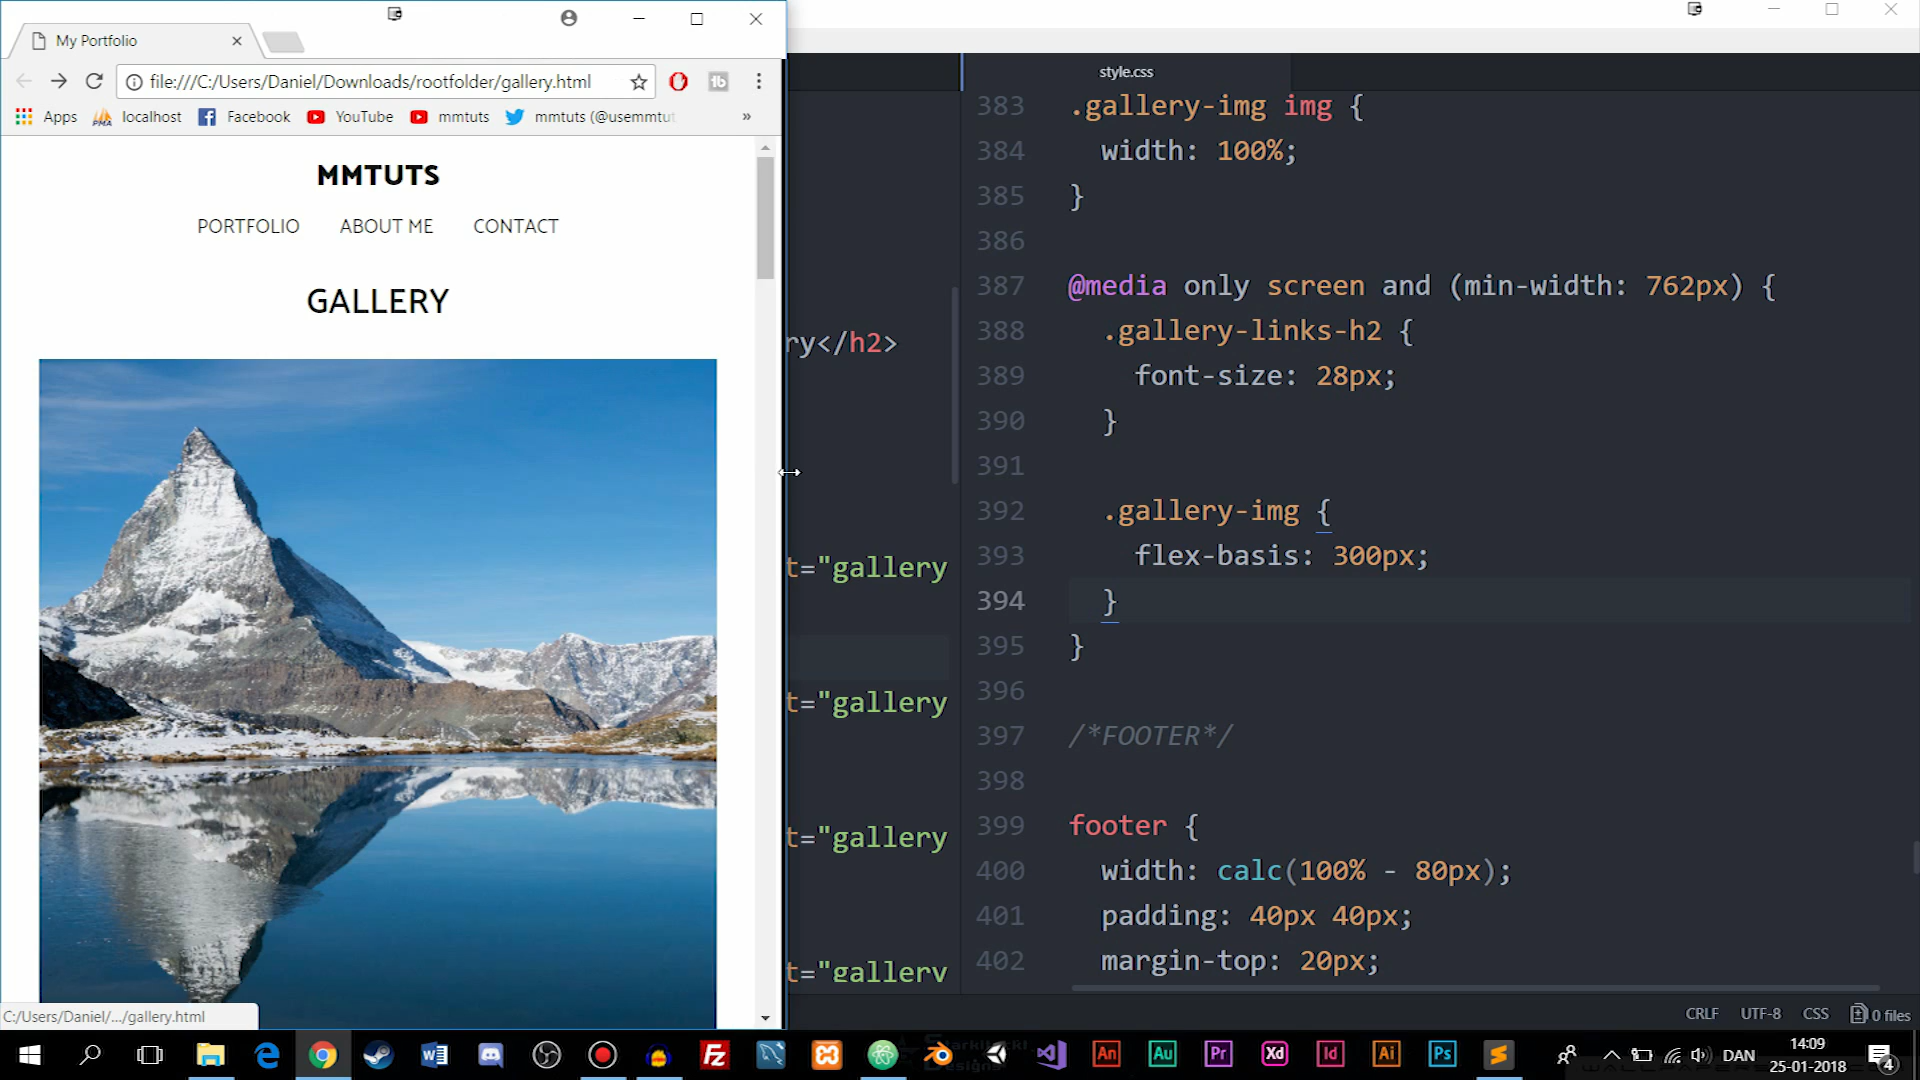 My Portfolio
file:///C:/Users/Daniel/Downloads/rootfolder/gallery.html
Apps localhost Facebook YouTube mmtuts mmtuts (@usemmtut »
MMTUTS
PORTFOLIO ABOUT ME CONTACT
GALLERY
C:/Users/Daniel/.../gallery.html
ry</h2>
t="gallery
t="gallery
t="gallery
t="gallery
style.css
383 .gallery-img img {
384 width: 100%;
385 }
386
387 @media only screen and (min-width: 762px) {
388 .gallery-links-h2 {
389 font-size: 28px;
390 }
391
392 .gallery-img {
393 flex-basis: 300px;
394 }
395 }
396
397 /*FOOTER*/
398
399 footer {
400 width: calc(100% - 80px);
401 padding: 40px 40px;
402 margin-top: 20px;
CRLF UTF-8 CSS 0 files
An Au Pr Xd Id Ai Ps
DAN
14:09
25-01-2018
4